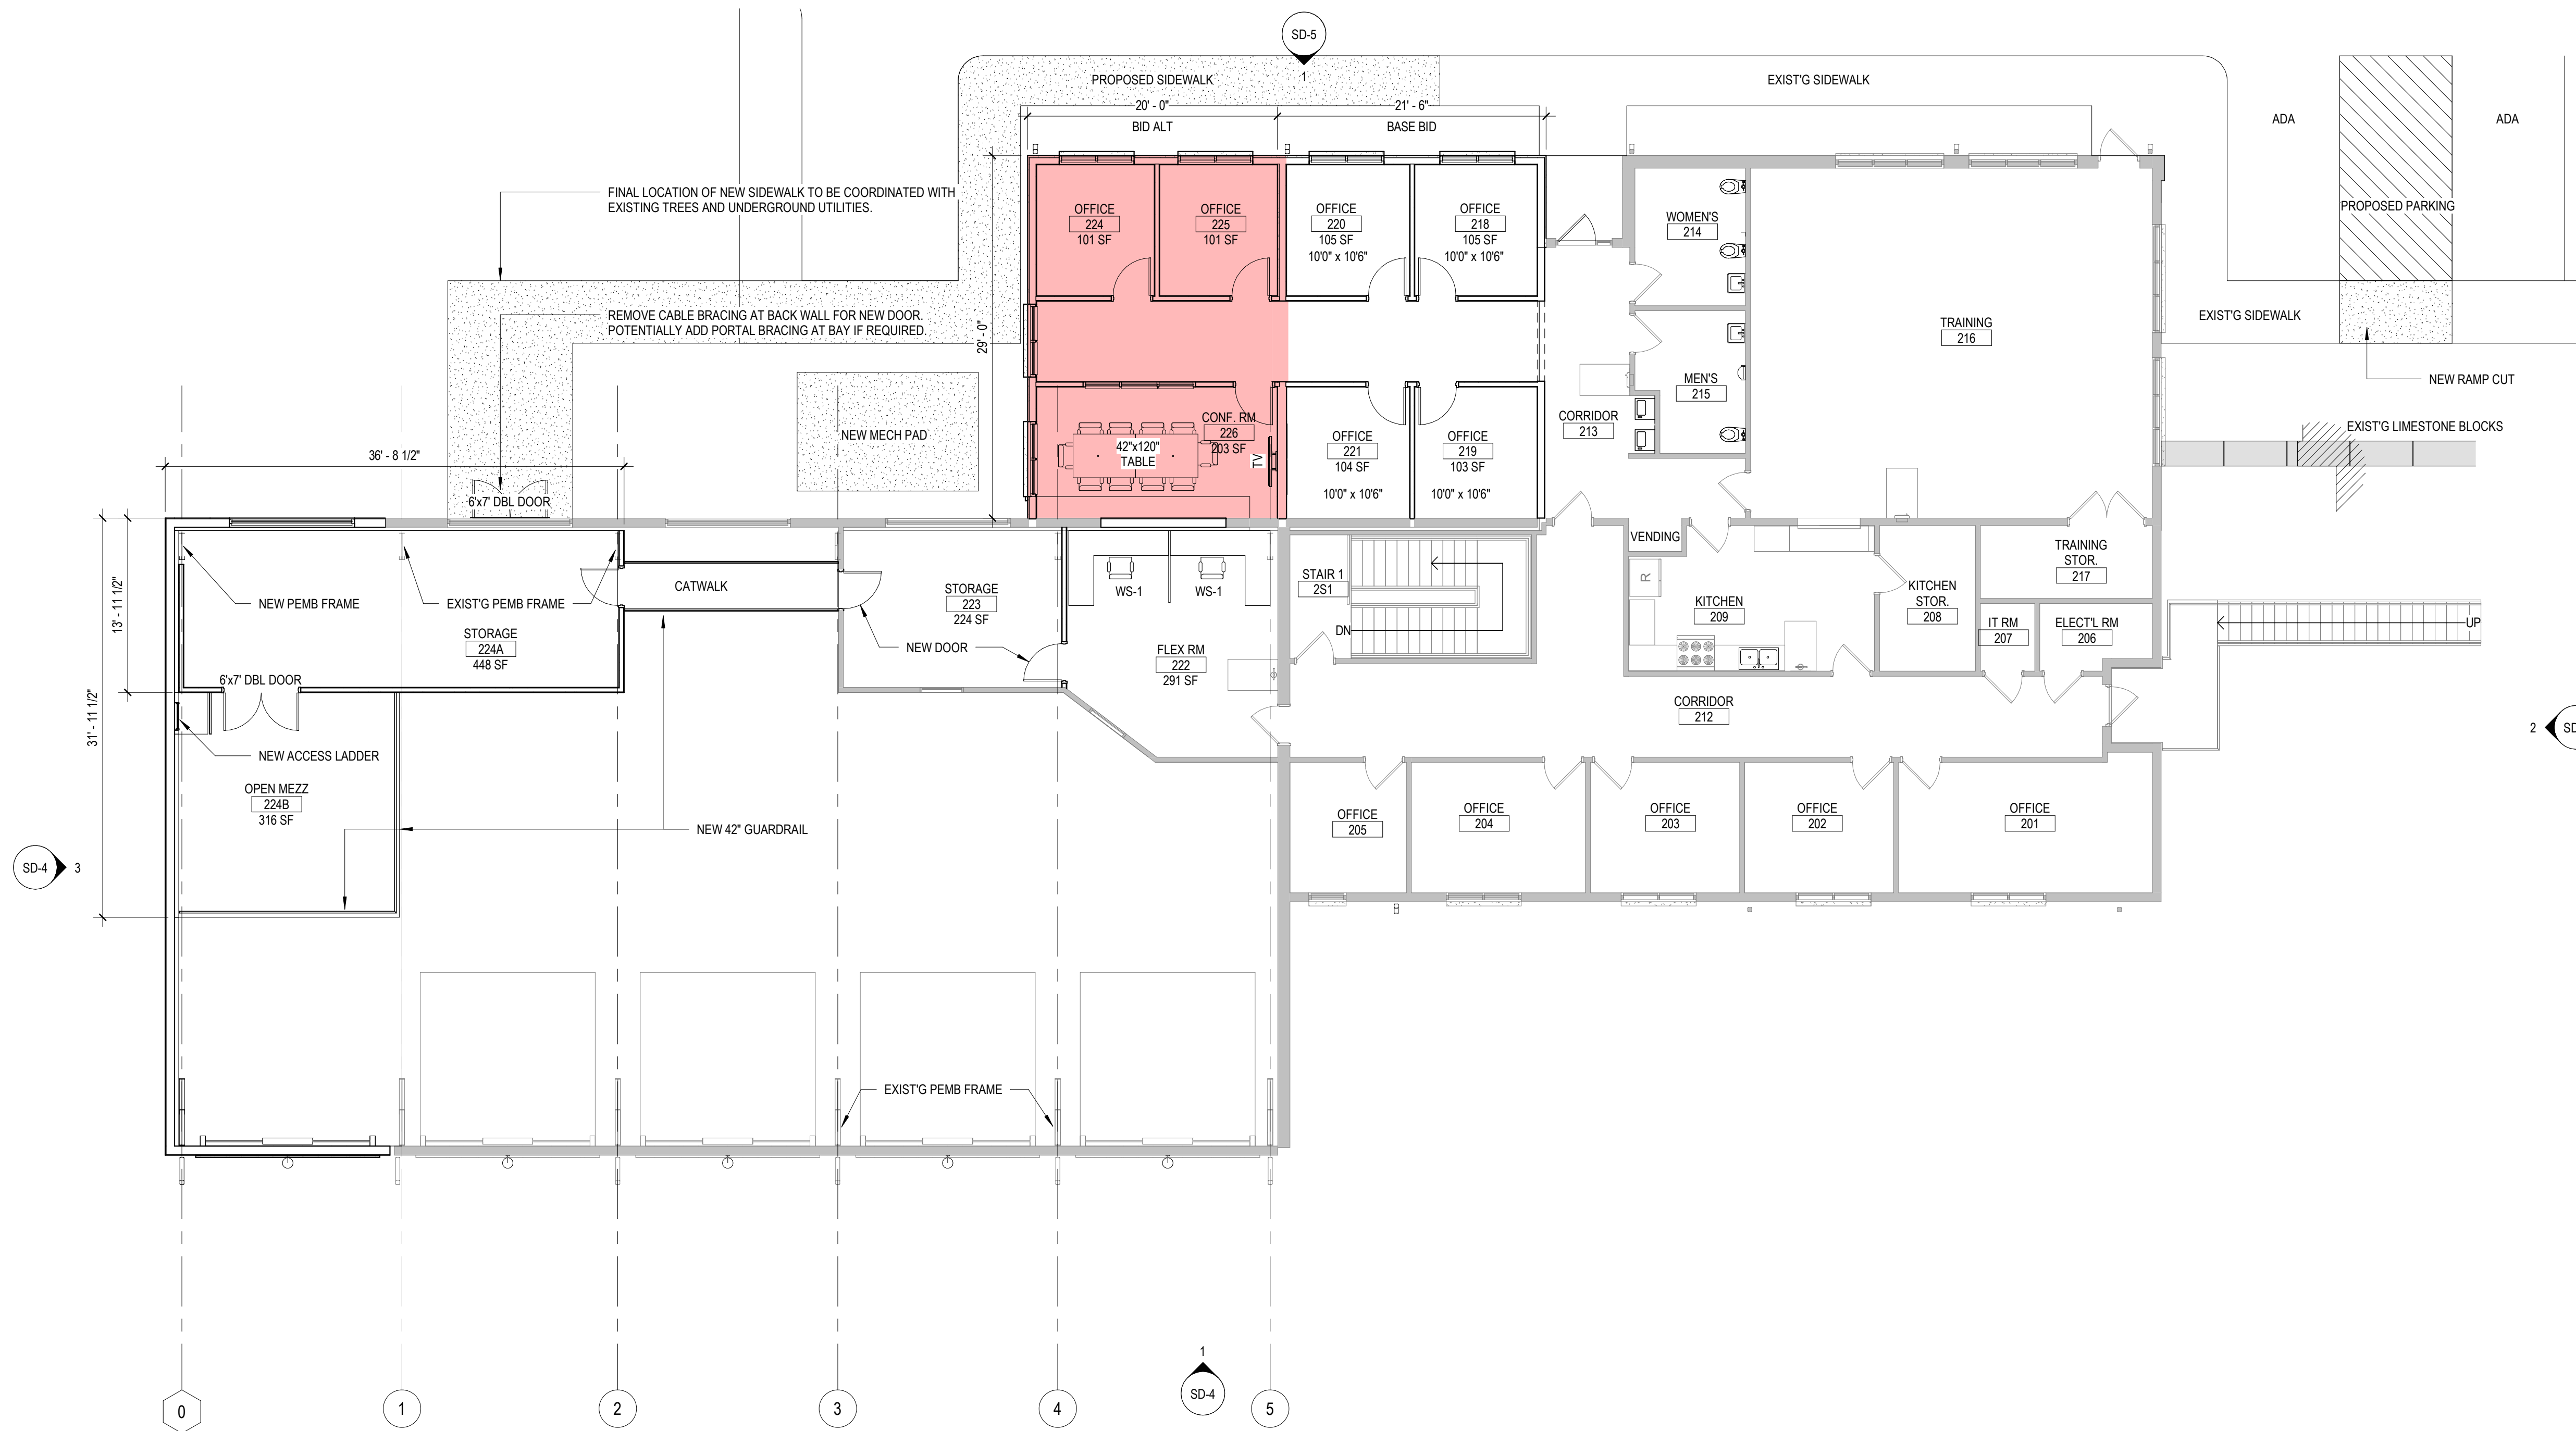 SD-5
1
PROPOSED SIDEWALK
EXIST'G SIDEWALK
20' - 0"
21' - 6"
BID ALT
BASE BID
ADA
ADA
FINAL LOCATION OF NEW SIDEWALK TO BE COORDINATED WITH
EXISTING TREES AND UNDERGROUND UTILITIES.
OFFICE
224
101 SF
OFFICE
225
101 SF
OFFICE
220
105 SF
10'0" x 10'6"
OFFICE
218
105 SF
10'0" x 10'6"
WOMEN'S
214
PROPOSED PARKING
REMOVE CABLE BRACING AT BACK WALL FOR NEW DOOR.
POTENTIALLY ADD PORTAL BRACING AT BAY IF REQUIRED.
29' - 0"
TRAINING
216
EXIST'G SIDEWALK
MEN'S
215
NEW RAMP CUT
CORRIDOR
213
EXIST'G LIMESTONE BLOCKS
NEW MECH PAD
CONF. RM
226
203 SF
42"x120"
TABLE
TV
OFFICE
221
104 SF
10'0" x 10'6"
OFFICE
219
103 SF
10'0" x 10'6"
36' - 8 1/2"
6'x7' DBL DOOR
VENDING
TRAINING
STOR.
217
STAIR 1
2S1
DN
R
KITCHEN
209
KITCHEN
STOR.
208
IT RM
207
ELECT'L RM
206
UP
13' - 11 1/2"
NEW PEMB FRAME
EXIST'G PEMB FRAME
CATWALK
STORAGE
223
224 SF
WS-1
WS-1
STORAGE
224A
448 SF
NEW DOOR
FLEX RM
222
291 SF
6'x7' DBL DOOR
31' - 11 1/2"
CORRIDOR
212
2
SD
NEW ACCESS LADDER
OPEN MEZZ
224B
316 SF
NEW 42" GUARDRAIL
OFFICE
205
OFFICE
204
OFFICE
203
OFFICE
202
OFFICE
201
SD-4
3
EXIST'G PEMB FRAME
1
SD-4
0
1
2
3
4
5